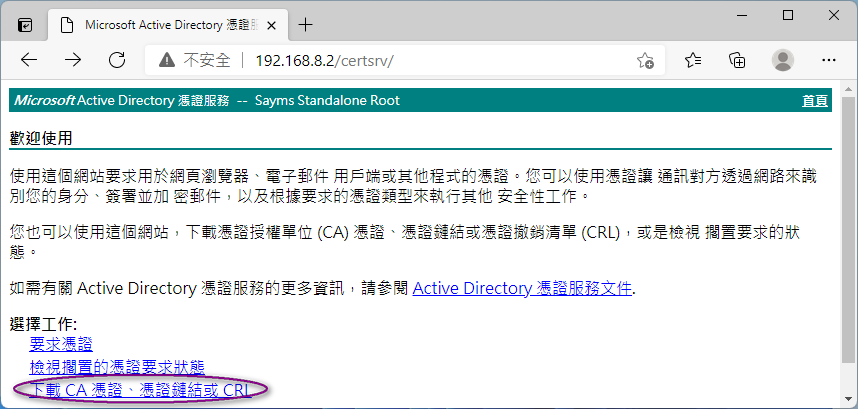 Microsoft Active Directory 憑證服
不安全 | 192.168.8.2/certsrv/
Microsoft Active Directory 憑證服務 -- Sayms Standalone Root 首頁
歡迎使用
使用這個網站要求用於網頁瀏覽器、電子郵件 用戶端或其他程式的憑證。您可以使用憑證讓 通訊對方透過網路來識
別您的身分、簽署並加 密郵件，以及根據要求的憑證類型來執行其他 安全性工作。
您也可以使用這個網站，下載憑證授權單位 (CA) 憑證、憑證鏈結或憑證撤銷清單 (CRL)，或是檢視 擱置要求的狀
態。
如需有關 Active Directory 憑證服務的更多資訊，請參閱 Active Directory 憑證服務文件.
選擇工作:
要求憑證
檢視擱置的憑證要求狀態
下載 CA 憑證、憑證鏈結或 CRL